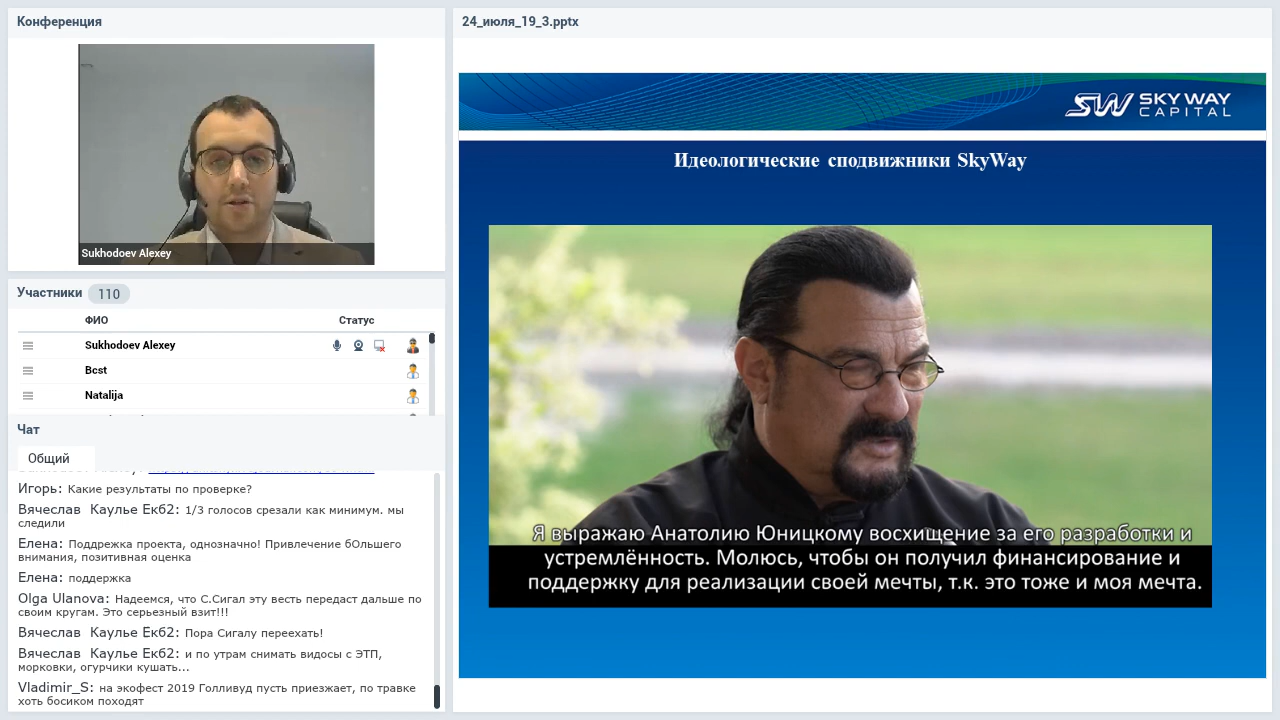 Конференция
Sukhodoev Alexey
Участники 110
ФИО Статус
Sukhodoev Alexey
Bcst
Natalija
Чат
Общий
Игорь: Какие результаты по проверке?
Вячеслав Каулье Екб2: 1/3 голосов срезали как минимум. мы
следили
Елена: Поддрежка проекта, однозначно! Привлечение бОльшего
внимания, позитивная оценка
Елена: поддержка
Olga Ulanova: Надеемся, что С.Сигал эту весть передаст дальше по
своим кругам. Это серьезный взит!!!
Вячеслав Каулье Екб2: Пора Сигалу переехать!
Вячеслав Каулье Екб2: и по утрам снимать видосы с ЭТП,
морковки, огурчики кушать...
Vladimir_S: на экофест 2019 Голливуд пусть приезжает, по травке
хоть босиком походят
24_июля_19_3.pptx
SW SKY WAY
CAPITAL
Идеологические сподвижники SkyWay
Я выражаю Анатолию Юницкому восхищение за его разработки и
устремлённость. Молюсь, чтобы он получил финансирование и
поддержку для реализации своей мечты, т.к. это тоже и моя мечта.